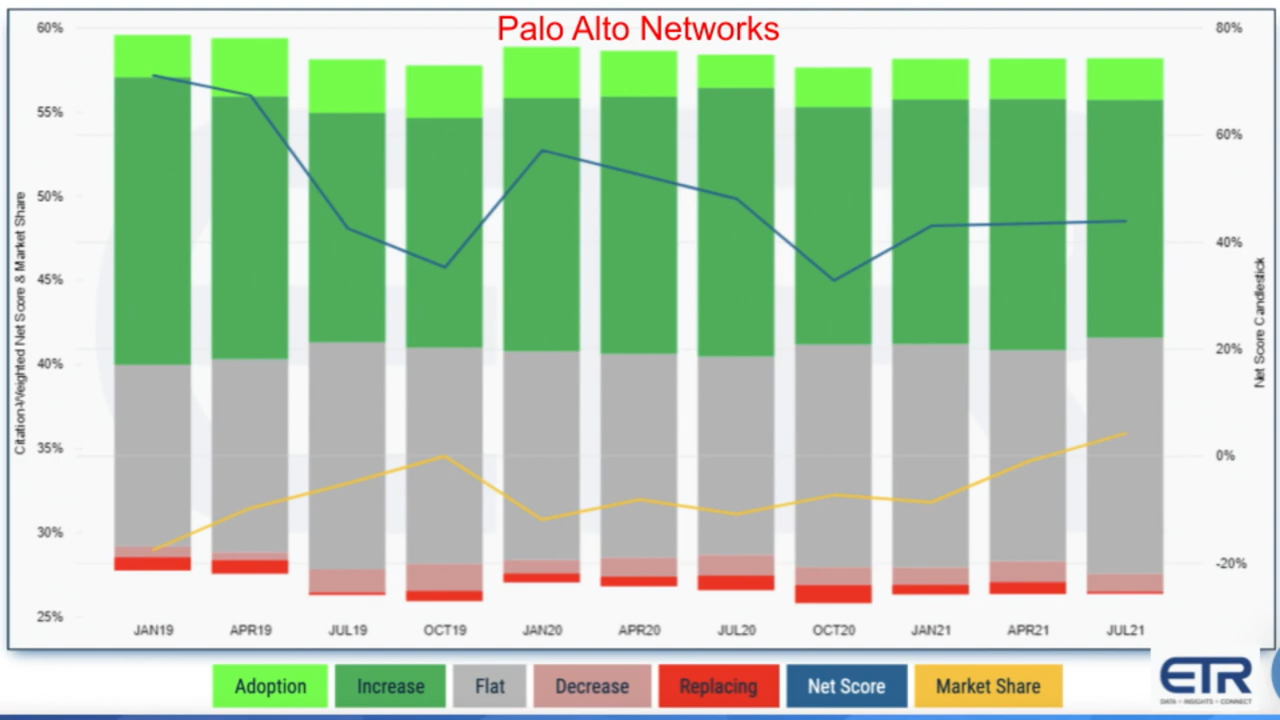 Palo Alto Networks
60%
55%
50%
45%
40%
35%
30%
25%
Citation-Weighted Net Score & Market Share
80%
60%
40%
20%
0%
-20%
Net Score Candlestick
JAN19 APR19 JUL19 OCT19 JAN20 APR20 JUL20 OCT20 JAN21 APR21 JUL21
Adoption Increase Flat Decrease Replacing Net Score Market Share
ETR
DATA • INSIGHTS • CONNECT